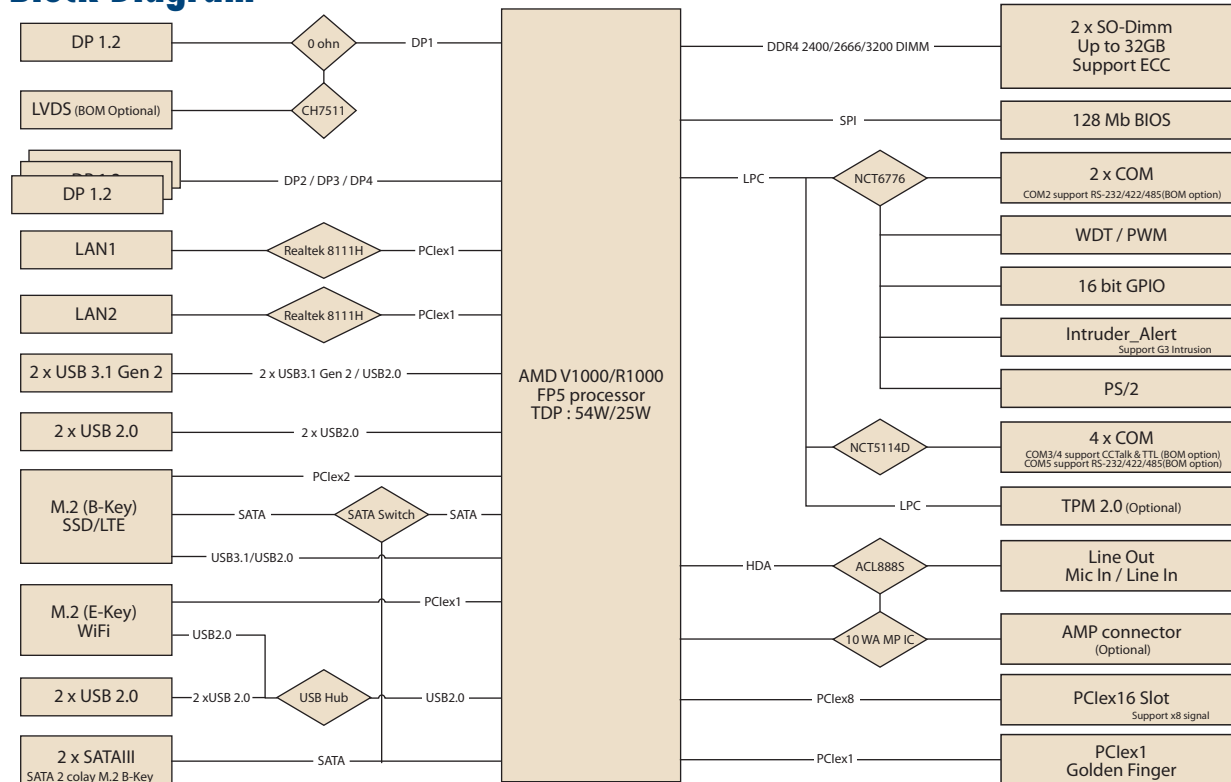 DP 1.2
0 ohn
DP1
LVDS (BOM Optional)
CH7511
DP 1.2
DP2 / DP3 / DP4
LAN1
Realtek 8111H
PCIex1
LAN2
Realtek 8111H
PCIex1
2 x USB 3.1 Gen 2
2 x USB3.1 Gen 2 / USB2.0
2 x USB 2.0
2 x USB2.0
M.2 (B-Key)
SSD/LTE
PCIex2
SATA
SATA Switch
SATA
USB3.1/USB2.0
M.2 (E-Key)
WiFi
PCIex1
USB2.0
2 x USB 2.0
2 xUSB 2.0
USB Hub
USB2.0
2 x SATAIII
SATA 2 colay M.2 B-Key
SATA
AMD V1000/R1000
FP5 processor
TDP : 54W/25W
DDR4 2400/2666/3200 DIMM
2 x SO-Dimm
Up to 32GB
Support ECC
SPI
128 Mb BIOS
LPC
NCT6776
2 x COM
COM2 support RS-232/422/485(BOM option)
WDT / PWM
16 bit GPIO
Intruder_Alert
Support G3 Intrusion
PS/2
NCT5114D
4 x COM
COM3/4 support CCTalk & TTL (BOM option)
COM5 support RS-232/422/485(BOM option)
LPC
TPM 2.0 (Optional)
HDA
ACL888S
Line Out
Mic In / Line In
10 WA MP IC
AMP connector
(Optional)
PCIex8
PCIex16 Slot
Support x8 signal
PCIex1
PCIex1
Golden Finger